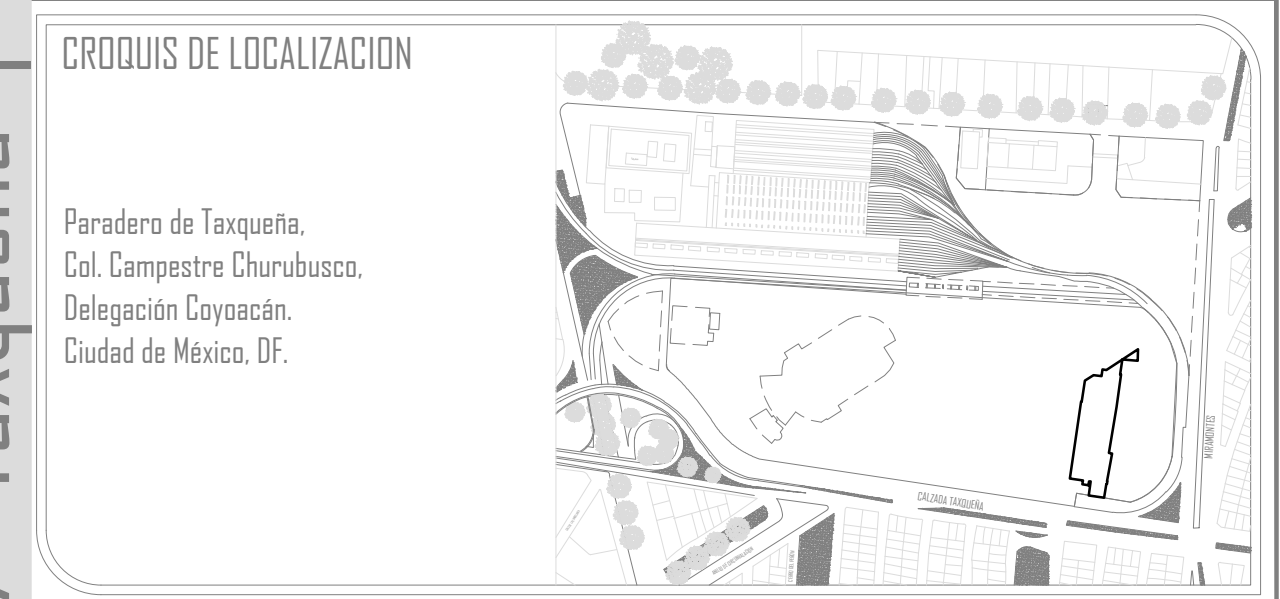 CROQUIS DE LOCALIZACION
Paradero de Taxqueña,
Col. Campestre Churubusco,
Delegación Coyoacán.
Ciudad de México, DF.
MIRAMONTES
CALZADA TAXQUEÑA